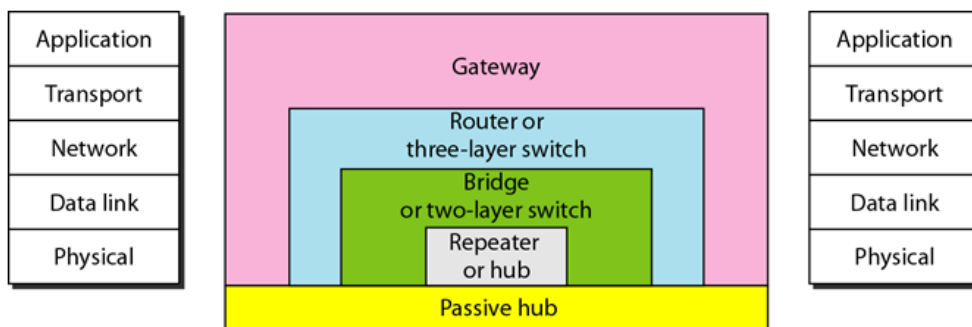 Application
Transport
Network
Data link
Physical
Gateway
Router or
three-layer switch
Bridge
or two-layer switch
Repeater
or hub
Passive hub
Application
Transport
Network
Data link
Physical